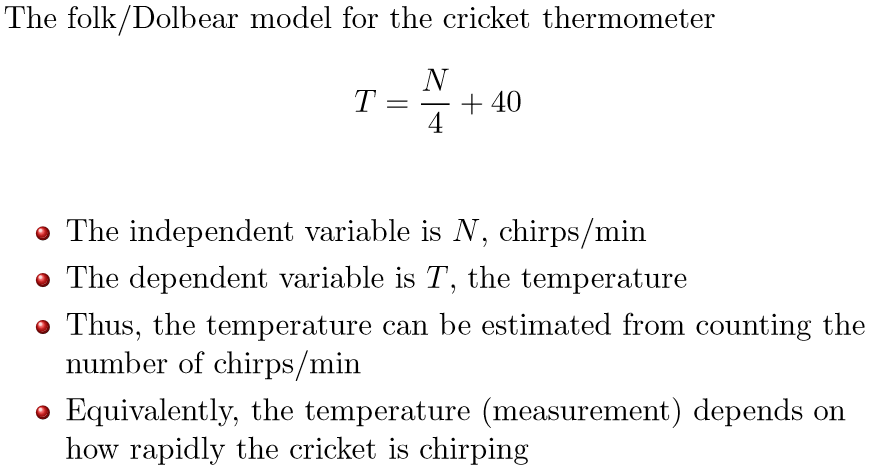 The folk/Dolbear model for the cricket thermometer
T = N/4 + 40
The independent variable is N, chirps/min
The dependent variable is T, the temperature
Thus, the temperature can be estimated from counting the
number of chirps/min
Equivalently, the temperature (measurement) depends on
how rapidly the cricket is chirping